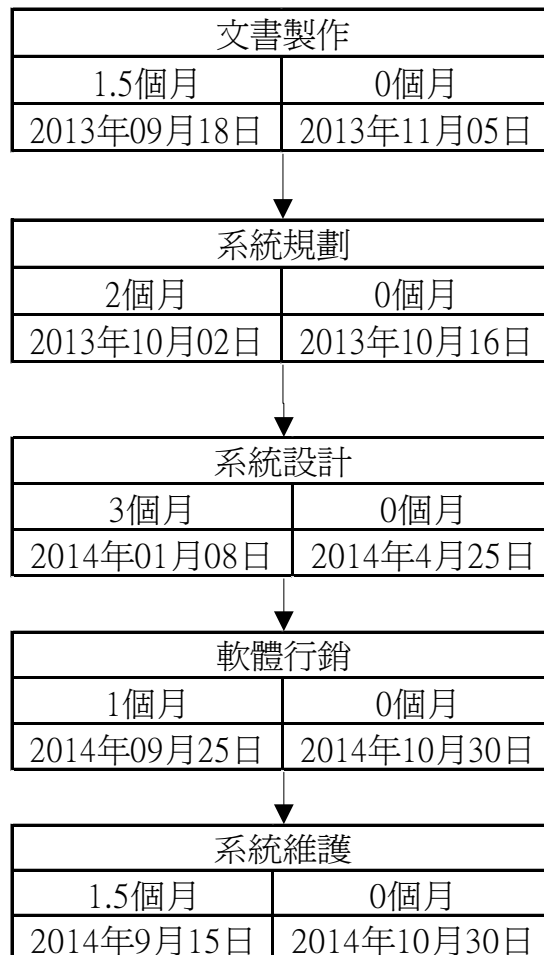 文書製作
1.5個月 0個月
2013年09月18日 2013年11月05日
系統規劃
2個月 0個月
2013年10月02日 2013年10月16日
系統設計
3個月 0個月
2014年01月08日 2014年4月25日
軟體行銷
1個月 0個月
2014年09月25日 2014年10月30日
系統維護
1.5個月 0個月
2014年9月15日 2014年10月30日